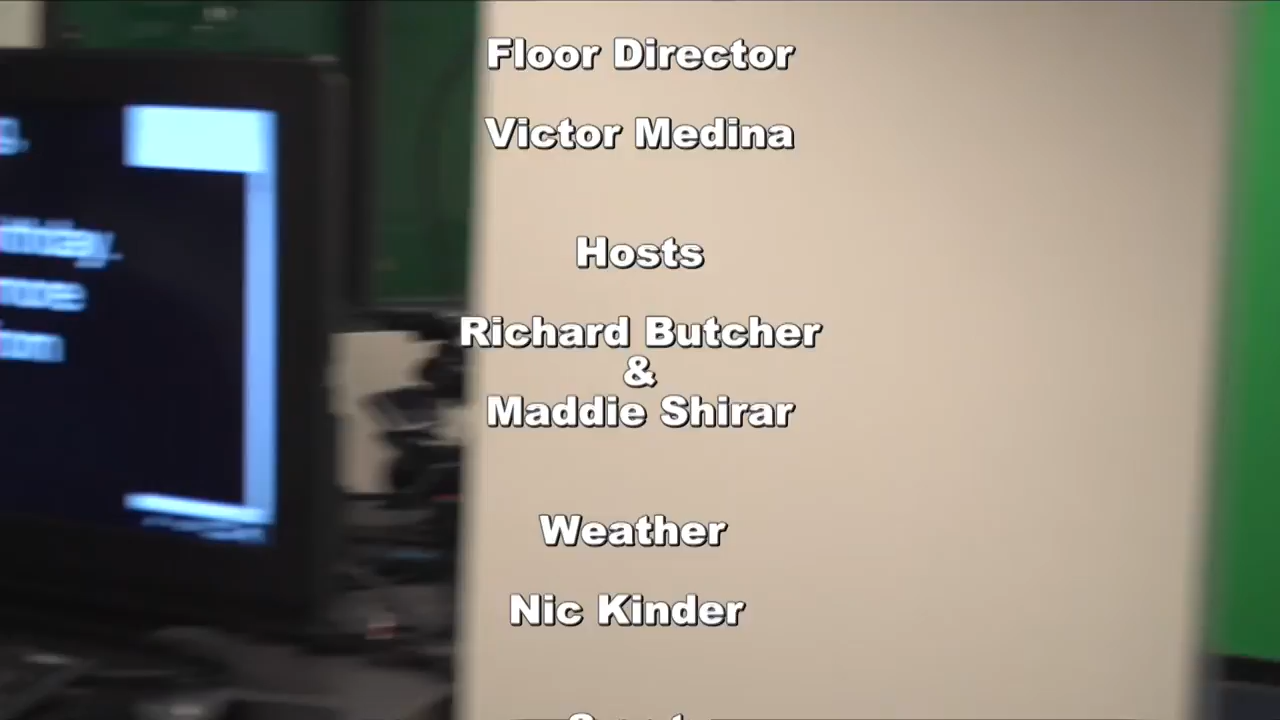 Floor Director
Victor Medina
Hosts
Richard Butcher
&
Maddie Shirar
Weather
Nic Kinder